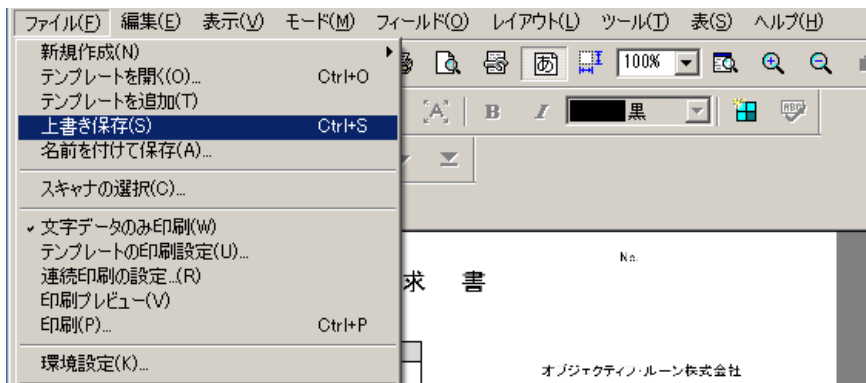 ファイル(F) 編集(E) 表示(V) モード(M) フィールド(O) レイアウト(L) ツール(T) 表(S) ヘルプ(H)
新規作成(N)
テンプレートを開く(O)... Ctrl+O
テンプレートを追加(T)
上書き保存(S) Ctrl+S
名前を付けて保存(A)...
スキャナの選択(C)...
文字データのみ印刷(W)
テンプレートの印刷設定(U)...
連続印刷の設定...(R)
印刷プレビュー(V)
印刷(P)... Ctrl+P
環境設定(K)...
あ 100%
A B I 黒 ABC
No.
求 書
オブジェクティブ・ルーン株式会社